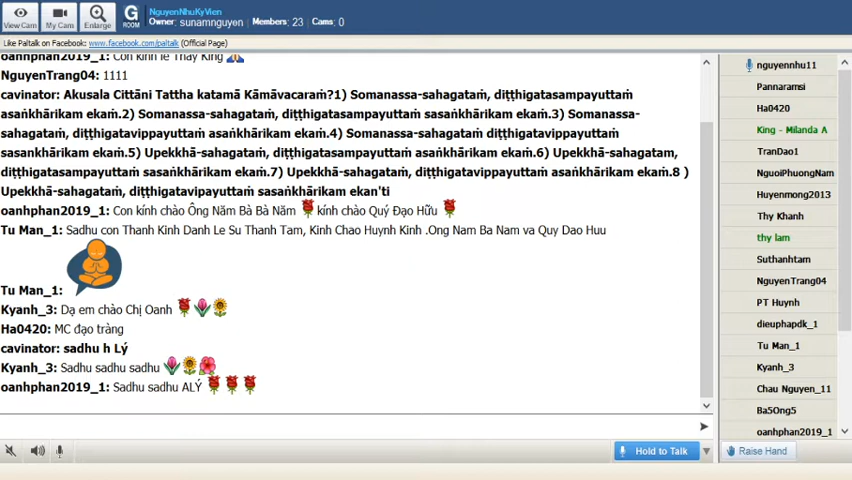 View Cam
My Cam
Enlarge
G
ROOM
NguyenNhuKyVien
Owner: sunamnguyen Members: 23 Cams: 0
Like Paltalk on Facebook: www.facebook.com/paltalk (Official Page)
oanhphan2019_1: Con kính lễ Thầy King
NguyenTrang04: 1111
cavinator: Akusala Cittāni Tattha katamā Kāmāvacaraṁ?1) Somanassa-sahagataṁ, diṭṭhigatasampayuttaṁ
asaṅkhārikam ekaṁ.2) Somanassa-sahagataṁ, diṭṭhigatasampayuttaṁ asaṅkhārikam ekaṁ.3) Somanassa-
sahagataṁ, diṭṭhigatavippayuttaṁ asaṅkhārikam ekaṁ.4) Somanassa-sahagataṁ diṭṭhigatavippayuttaṁ
sasankhārikam ekaṁ.5) Upekkhā-sahagataṁ, diṭṭhigatasampayuttaṁ asaṅkhārikam ekaṁ.6) Upekkhā-sahagatam,
diṭṭhigatasampayuttaṁ sasaṅkhārikam ekaṁ.7) Upekkhā-sahagataṁ, diṭṭhigatavippayuttaṁ asaṅkhārikam ekaṁ.8 )
Upekkhā-sahagataṁ, diṭṭhigatavipayuttaṁ sasaṅkhārikam ekan'ti
oanhphan2019_1: Con kính chào Ông Năm Bà Bà Năm kính chào Quý Đạo Hữu
Tu Man_1: Sadhu con Thanh Kinh Danh Le Su Thanh Tam, Kinh Chao Huynh Kinh .Ong Nam Ba Nam va Quy Dao Huu
Tu Man_1:
Kyanh_3: Dạ em chào Chị Oanh
Ha0420: MC đạo tràng
cavinator: sadhu h Lý
Kyanh_3: Sadhu sadhu sadhu
oanhphan2019_1: Sadhu sadhu ALÝ
Hold to Talk
nguyennhu11
Pannaramsi
Ha0420
King - Milanda A
TranDao1
NguoiPhuongNam
Huyenmong2013
Thy Khanh
thy lam
Suthanhtam
NguyenTrang04
PT Huynh
dieuphapdk_1
Tu Man_1
Kyanh_3
Chau Nguyen_11
Ba5Ong5
oanhphan2019_1
Raise Hand